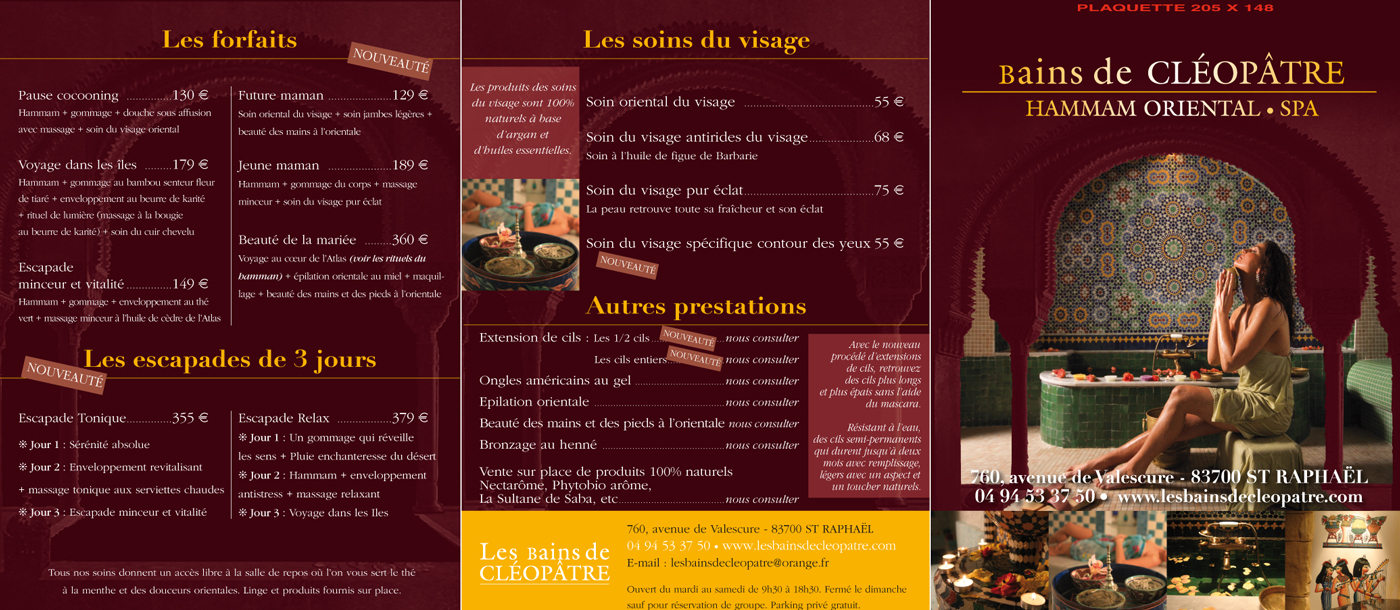 Les forfaits
NOUVEAUTÉ
Pause cocooning ............130 €
Hammam + gommage + douche sous affusion
avec massage + soin du visage oriental
Voyage dans les îles .........179 €
Hammam + gommage au bambou senteur fleur
de tiaré + enveloppement au beurre de karité
+ rituel de lumière (massage à la bougie
au beurre de karité) + soin du cuir chevelu
Escapade
minceur et vitalité ..............149 €
Hammam + gommage + enveloppement au thé
vert + massage minceur à l'huile de cèdre de l'Atlas
Future maman ............129 €
Soin oriental du visage + soin jambes légères +
beauté des mains à l'orientale
Jeune maman ................189 €
Hammam + gommage du corps + massage
minceur + soin du visage pur éclat
Beauté de la mariée ........360 €
Voyage au cœur de l'Atlas (voir les rituels du
hamman) + épilation orientale au miel + maquil-
lage + beauté des mains et des pieds à l'orientale
Les escapades de 3 jours
NOUVEAUTÉ
Escapade Tonique..............355 €
※ Jour 1 : Sérénité absolue
※ Jour 2 : Enveloppement revitalisant
+ massage tonique aux serviettes chaudes
※ Jour 3 : Escapade minceur et vitalité
Escapade Relax ................379 €
※ Jour 1 : Un gommage qui réveille
les sens + Pluie enchanteresse du désert
※ Jour 2 : Hammam + enveloppement
antistress + massage relaxant
※ Jour 3 : Voyage dans les Iles
Tous nos soins donnent un accès libre à la salle de repos où l'on vous sert le thé
à la menthe et des douceurs orientales. Linge et produits fournis sur place.
Les soins du visage
Les produits des soins
du visage sont 100%
naturels à base
d'argan et
d'huiles essentielles.
Soin oriental du visage ......................................55 €
Soin du visage antirides du visage...................68 €
Soin à l'huile de figue de Barbarie
Soin du visage pur éclat......................................75 €
La peau retrouve toute sa fraîcheur et son éclat
Soin du visage spécifique contour des yeux 55 €
NOUVEAUTÉ
Autres prestations
Extension de cils : Les 1/2 cils ... NOUVEAUTÉ ...nous consulter
Les cils entiers.. NOUVEAUTÉ nous consulter
Ongles américains au gel ..........................nous consulter
Epilation orientale ......................................nous consulter
Beauté des mains et des pieds à l'orientale nous consulter
Bronzage au henné ....................................nous consulter
Vente sur place de produits 100% naturels
Nectarôme, Phytobio arôme,
La Sultane de Saba, etc...............................nous consulter
Avec le nouveau
procédé d'extensions
de cils, retrouvez
des cils plus longs
et plus épais sans l'aide
du mascara.
Résistant à l'eau,
des cils semi-permanents
qui durent jusqu'à deux
mois avec remplissage,
légers avec un aspect et
un toucher naturels.
Les Bains de
CLÉOPÂTRE
760, avenue de Valescure - 83700 ST RAPHAËL
04 94 53 37 50 • www.lesbainsdecleopatre.com
E-mail : lesbainsdecleopatre@orange.fr
Ouvert du mardi au samedi de 9h30 à 18h30. Fermé le dimanche
sauf pour réservation de groupe. Parking privé gratuit.
PLAQUETTE 205 X 148
Bains de CLÉOPÂTRE
HAMMAM ORIENTAL • SPA
760, avenue de Valescure - 83700 ST RAPHAËL
04 94 53 37 50 • www.lesbainsdecleopatre.com